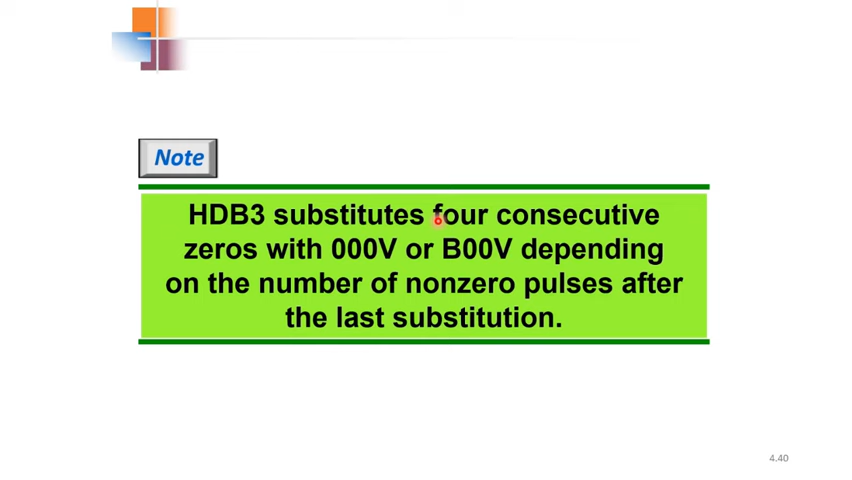 Note
HDB3 substitutes four consecutive
zeros with 000V or B00V depending
on the number of nonzero pulses after
the last substitution.
4.40